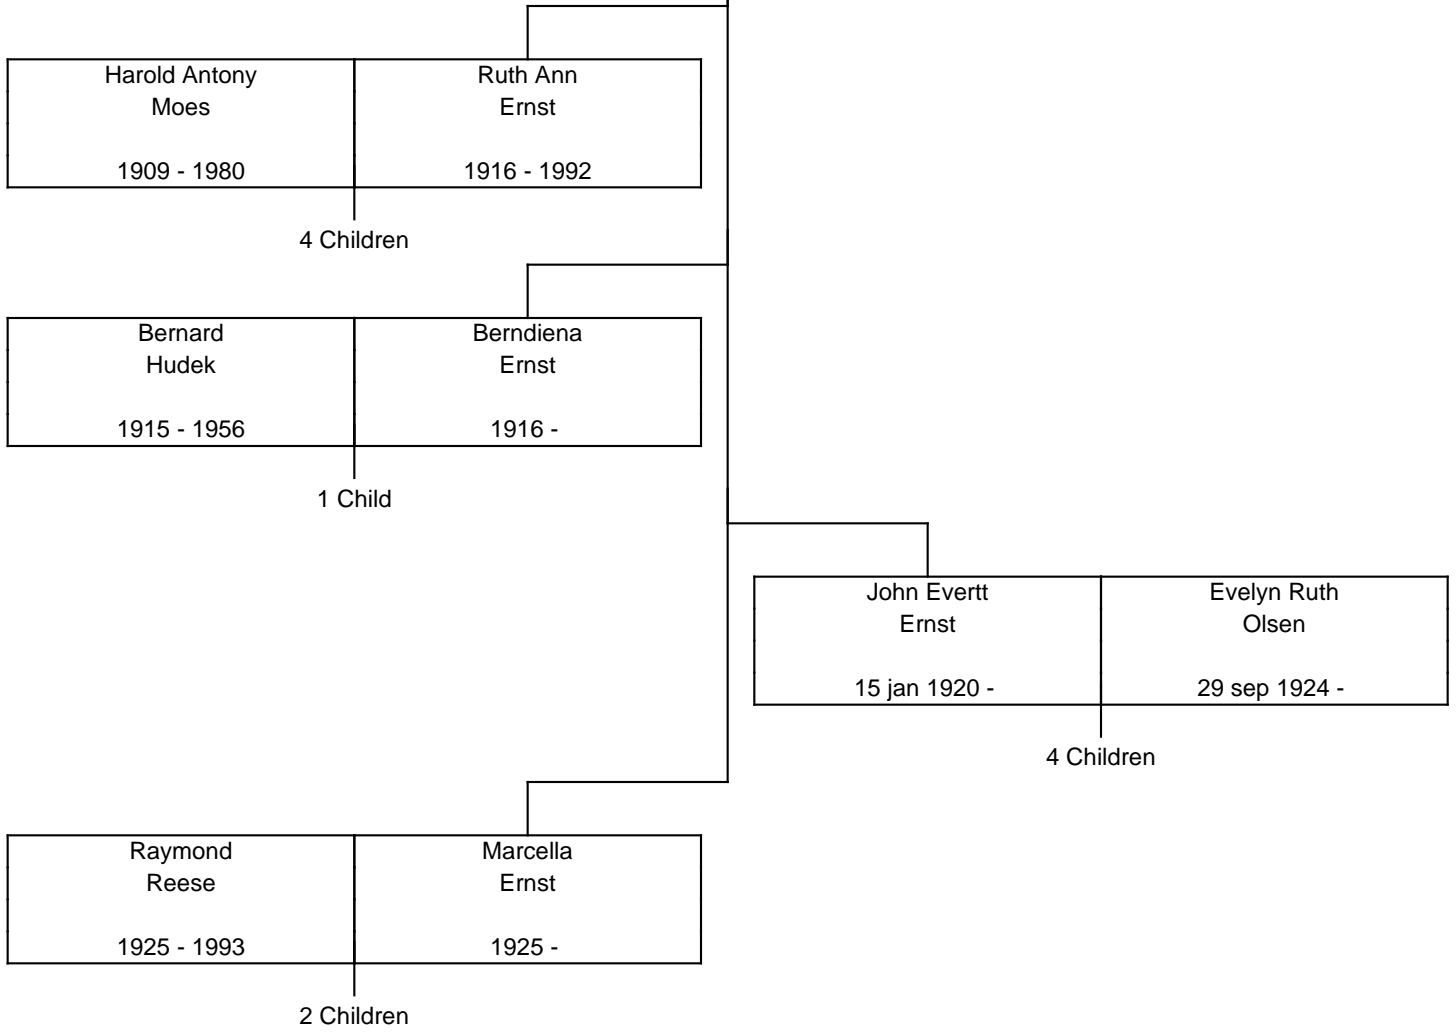 Harold Antony
Moes
1909 - 1980
Ruth Ann
Ernst
1916 - 1992
4 Children
Bernard
Hudek
1915 - 1956
Berndiena
Ernst
1916 -
1 Child
John Evertt
Ernst
15 jan 1920 -
Evelyn Ruth
Olsen
29 sep 1924 -
4 Children
Raymond
Reese
1925 - 1993
Marcella
Ernst
1925 -
2 Children